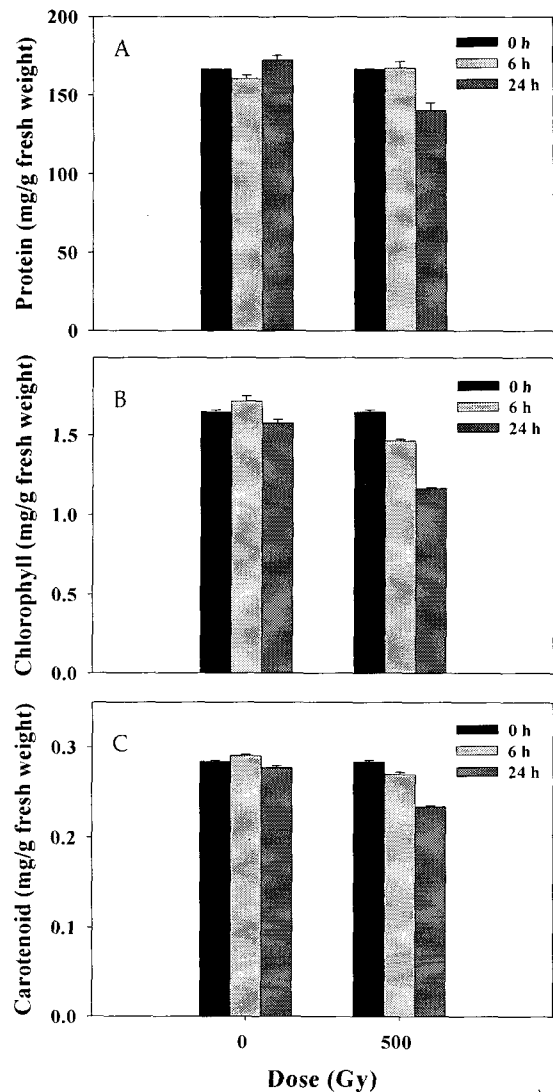 A
0 h
6 h
24 h
200
150
100
50
0
Protein (mg/g fresh weight)
B
0 h
6 h
24 h
1.5
1.0
0.5
0.0
Chlorophyll (mg/g fresh weight)
C
0 h
6 h
24 h
0.3
0.2
0.1
0.0
Carotenoid (mg/g fresh weight)
0 500
Dose (Gy)